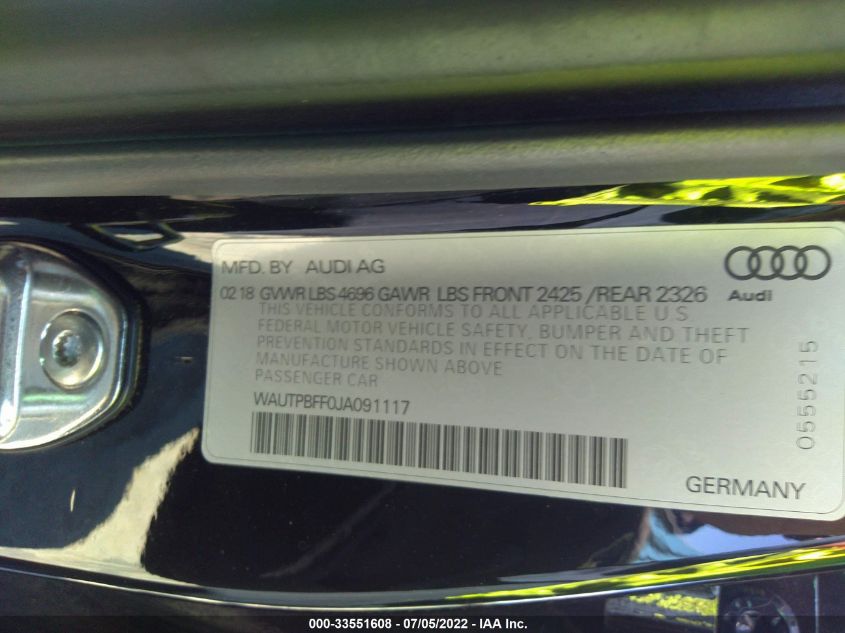 MFD. BY AUDI AG
Audi
02 18 GVWR LBS 4696 GAWR LBS FRONT 2425 /REAR 2326
THIS VEHICLE CONFORMS TO ALL APPLICABLE U S
FEDERAL MOTOR VEHICLE SAFETY, BUMPER AND THEFT
PREVENTION STANDARDS IN EFFECT ON THE DATE OF
MANUFACTURE SHOWN ABOVE
PASSENGER CAR
WAUTPBFF0JA091117
0555215
GERMANY
000-33551608 - 07/05/2022 - IAA Inc.